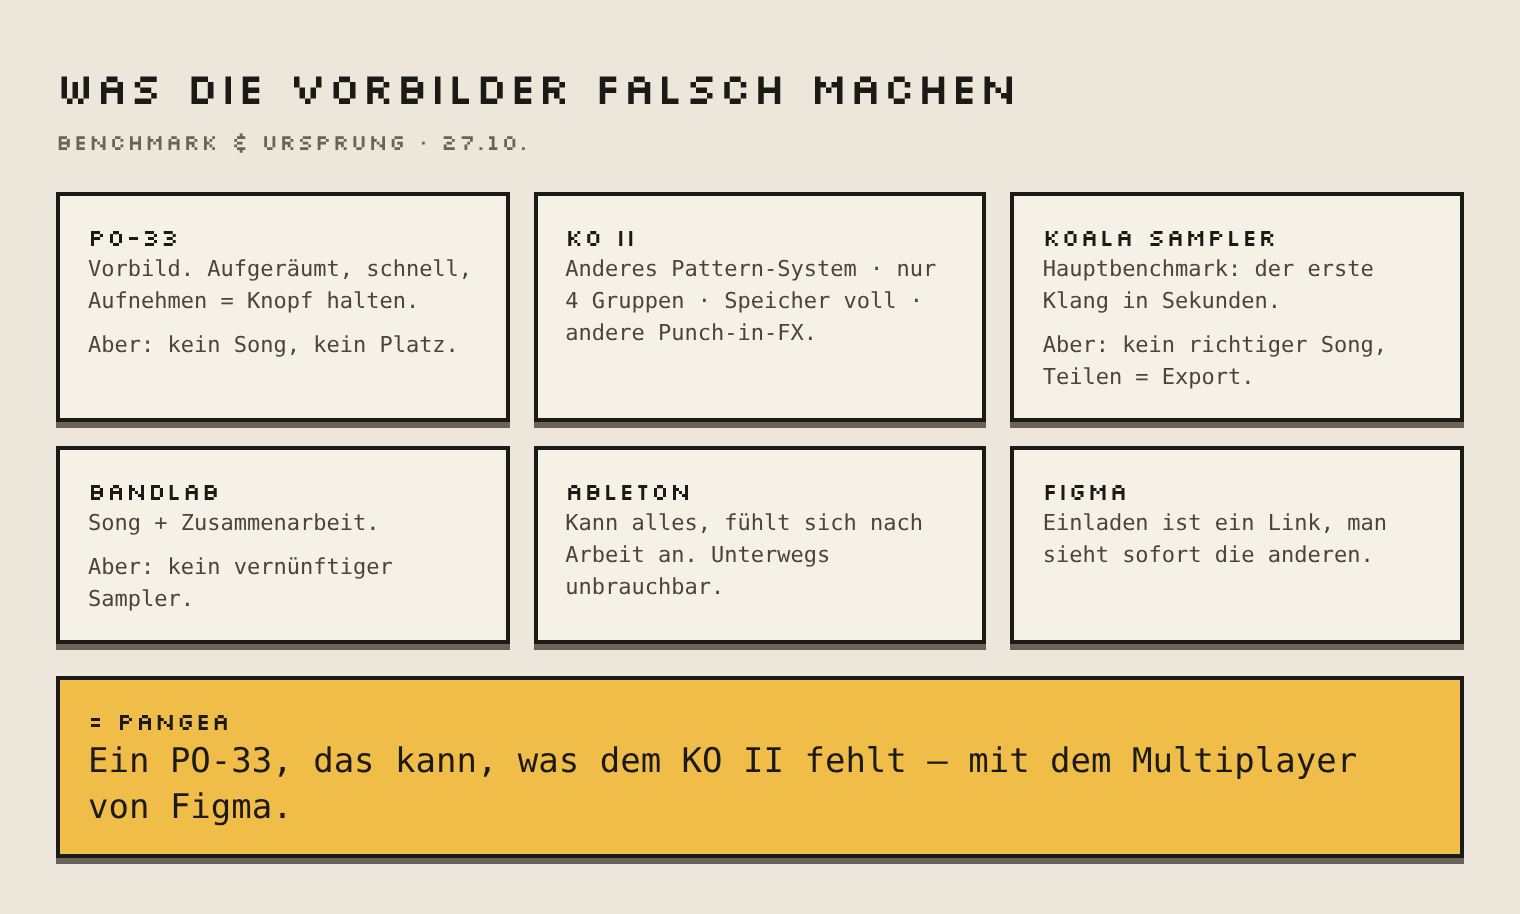 WAS DIE VORBILDER FALSCH MACHEN
BENCHMARK & URSPRUNG · 27.10.
PO-33
Vorbild. Aufgeräumt, schnell,
Aufnehmen = Knopf halten.
Aber: kein Song, kein Platz.
KO II
Anderes Pattern-System · nur
4 Gruppen · Speicher voll ·
andere Punch-in-FX.
KOALA SAMPLER
Hauptbenchmark: der erste
Klang in Sekunden.
Aber: kein richtiger Song,
Teilen = Export.
BANDLAB
Song + Zusammenarbeit.
Aber: kein vernünftiger
Sampler.
ABLETON
Kann alles, fühlt sich nach
Arbeit an. Unterwegs
unbrauchbar.
FIGMA
Einladen ist ein Link, man
sieht sofort die anderen.
= PANGEA
Ein PO-33, das kann, was dem KO II fehlt — mit dem Multiplayer
von Figma.